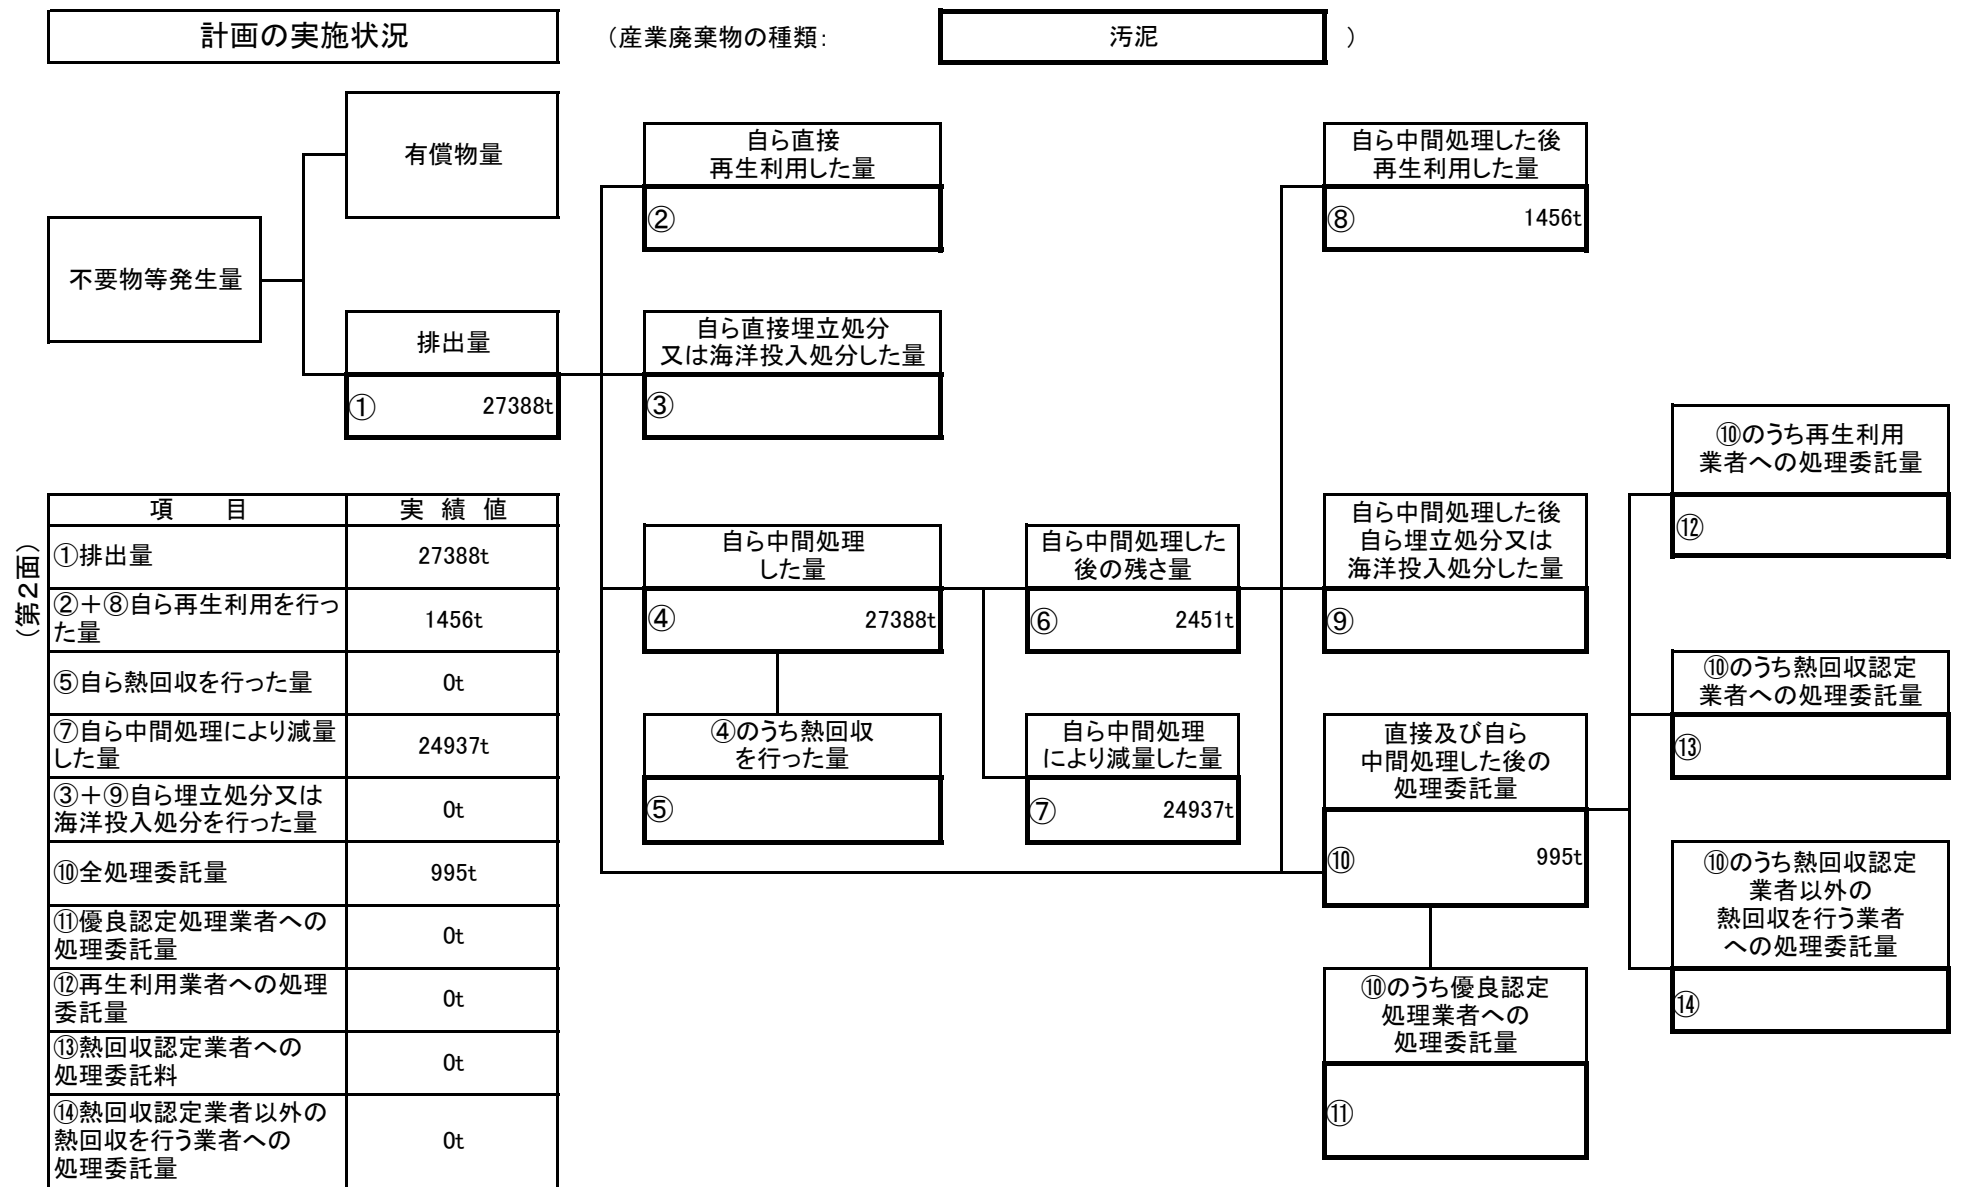 計画の実施状況
（産業廃棄物の種類：
汚泥
）
有償物量
不要物等発生量
排出量
① 27388t
自ら直接
再生利用した量
②
自ら直接埋立処分
又は海洋投入処分した量
③
自ら中間処理した後
再生利用した量
⑧ 1456t
自ら中間処理
した量
④ 27388t
自ら中間処理した
後の残さ量
⑥ 2451t
自ら中間処理した後
自ら埋立処分又は
海洋投入処分した量
⑨
④のうち熱回収
を行った量
⑤
自ら中間処理
により減量した量
⑦ 24937t
直接及び自ら
中間処理した後の
処理委託量
⑩ 995t
⑩のうち優良認定
処理業者への
処理委託量
⑪
⑩のうち再生利用
業者への処理委託量
⑫
⑩のうち熱回収認定
業者への処理委託量
⑬
⑩のうち熱回収認定
業者以外の
熱回収を行う業者
への処理委託量
⑭
（第２面）
項 目 実 績 値
①排出量 27388t
②＋⑧自ら再生利用を行っ
た量 1456t
⑤自ら熱回収を行った量 0t
⑦自ら中間処理により減量
した量 24937t
③＋⑨自ら埋立処分又は
海洋投入処分を行った量 0t
⑩全処理委託量 995t
⑪優良認定処理業者への
処理委託量 0t
⑫再生利用業者への処理
委託量 0t
⑬熱回収認定業者への
処理委託料 0t
⑭熱回収認定業者以外の
熱回収を行う業者への
処理委託量 0t